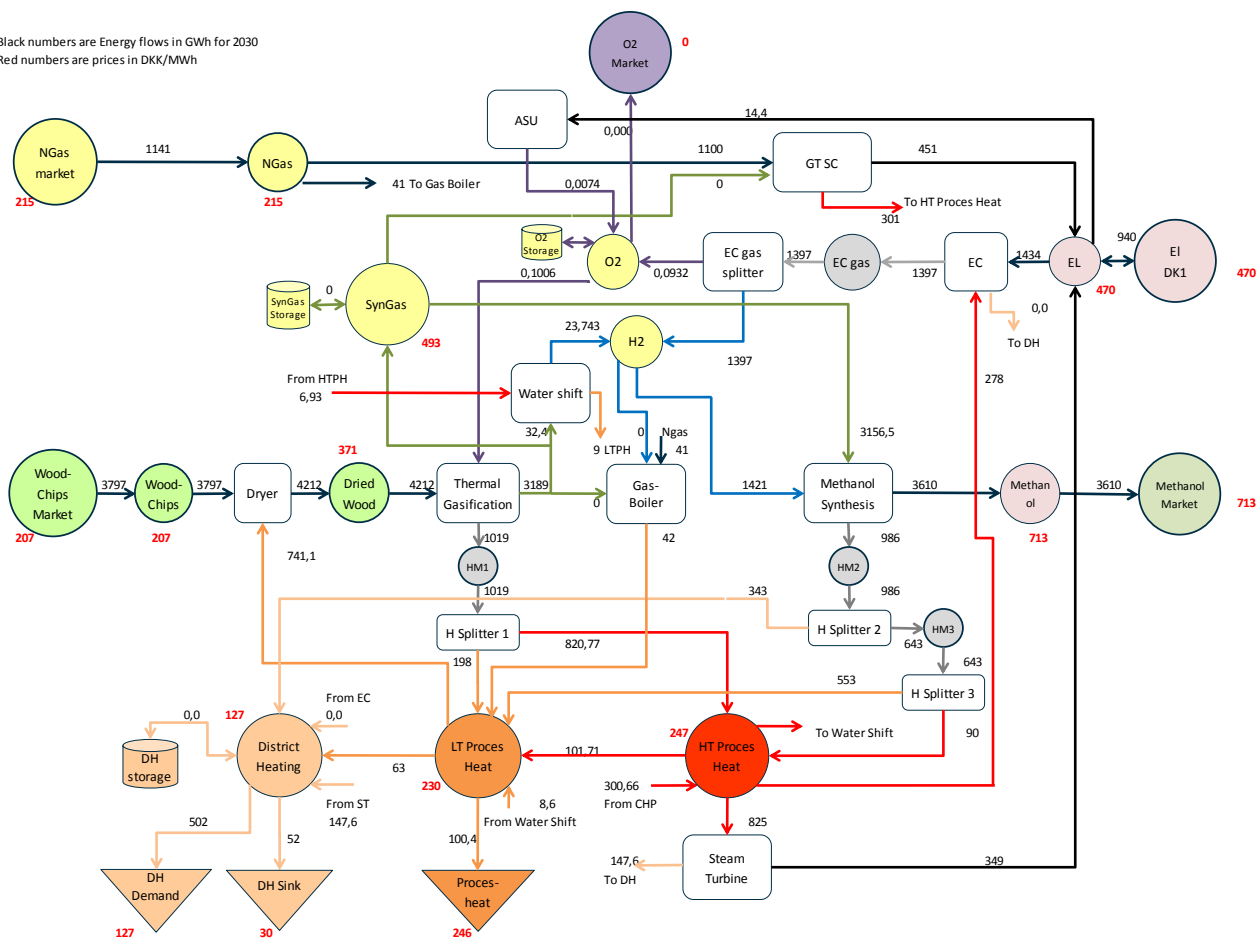 Black numbers are Energy flows in GWh for 2030
Red numbers are prices in DKK/MWh
O2
Market
0
ASU
14,4
0,000
NGas
market
215
1141
NGas
215
1100
41 To Gas Boiler
0
GT SC
451
To HT Proces Heat
301
0,0074
O2
Storage
O2
0,1006
0,0932
EC gas
splitter
1397
EC gas
1397
EC
1434
EL
470
940
El
DK1
470
0,0
To DH
SynGas
Storage
0
SynGas
493
23,743
H2
1397
278
From HTPH
6,93
Water shift
32,4
9 LTPH
0
Ngas
41
3156,5
Wood-
Chips
Market
207
3797
Wood-
Chips
207
3797
Dryer
4212
371
Dried
Wood
4212
Thermal
Gasification
3189
0
Gas-
Boiler
1421
Methanol
Synthesis
3610
Methan
ol
713
3610
Methanol
Market
713
741,1
1019
HM1
1019
42
986
HM2
986
343
H Splitter 1
820,77
198
H Splitter 2
643
HM3
643
553
H Splitter 3
90
0,0
127
From EC
0,0
DH
storage
District
Heating
63
LT Proces
Heat
230
101,71
247
HT Proces
Heat
To Water Shift
300,66
From CHP
From ST
147,6
8,6
From Water Shift
502
52
100,4
825
147,6
To DH
Steam
Turbine
349
DH
Demand
127
DH Sink
30
Proces-
heat
246